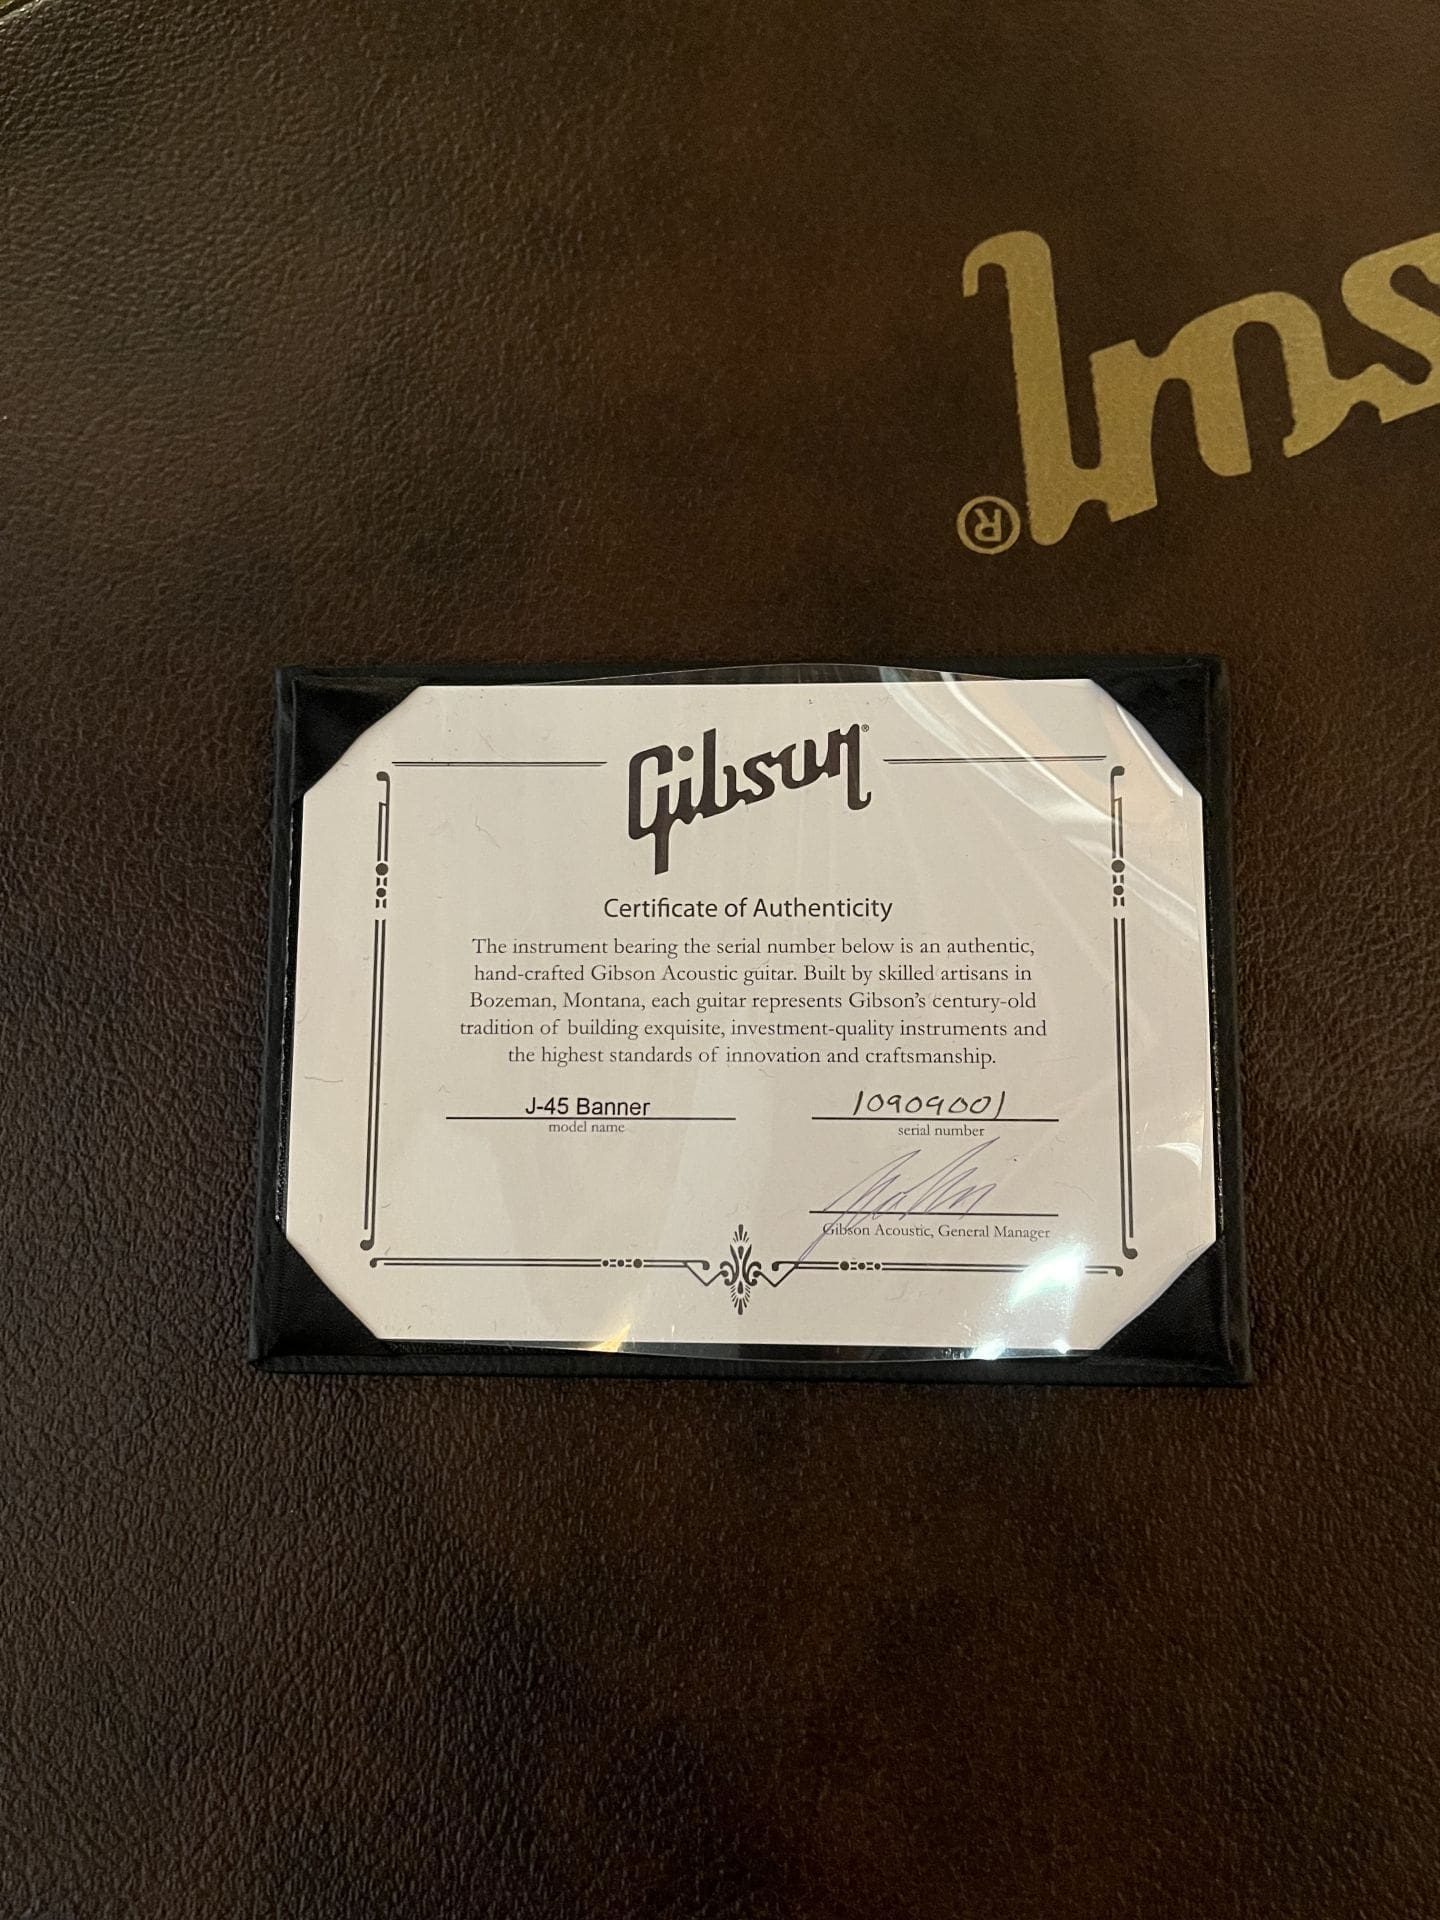 Gibson®
Certificate of Authenticity
The instrument bearing the serial number below is an authentic,
hand-crafted Gibson Acoustic guitar. Built by skilled artisans in
Bozeman, Montana, each guitar represents Gibson's century-old
tradition of building exquisite, investment-quality instruments and
the highest standards of innovation and craftsmanship.
J-45 Banner
model name
10909001
serial number
Gibson Acoustic, General Manager